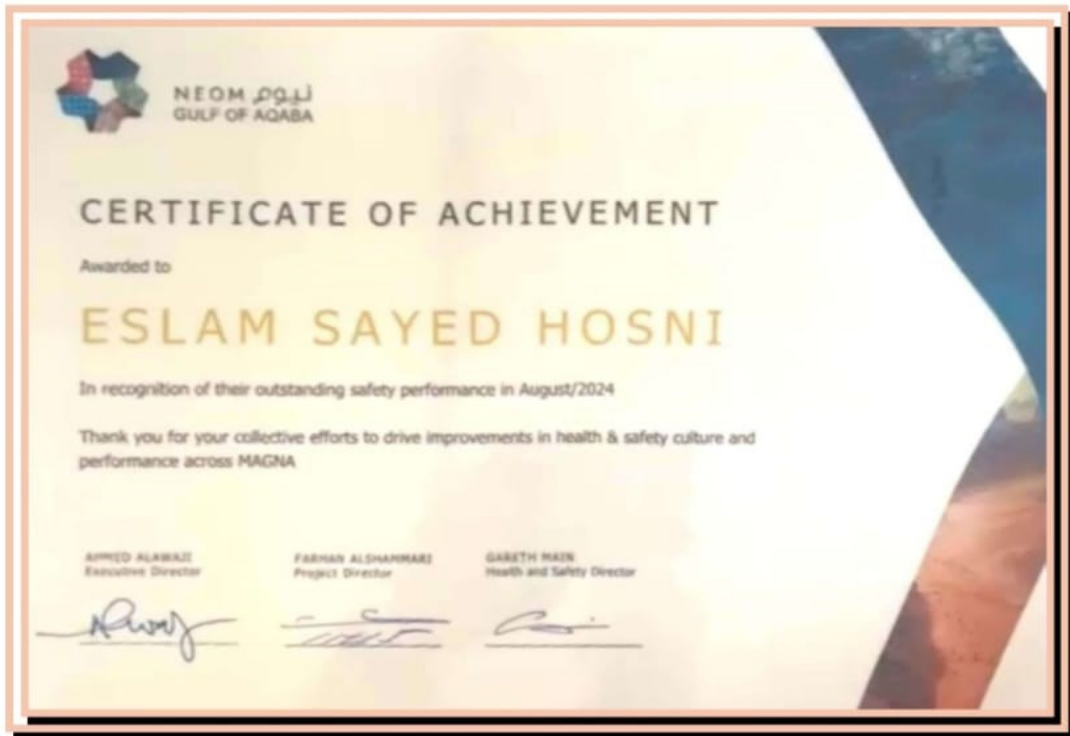 NEOM نيوم
GULF OF AQABA
CERTIFICATE OF ACHIEVEMENT
Awarded to
ESLAM SAYED HOSNI
In recognition of their outstanding safety performance in August/2024
Thank you for your collective efforts to drive improvements in health & safety culture and
performance across MAGNA
AHMED ALAWAJI
Executive Director
FARHAN ALSHAMMARI
Project Director
GARETH MAIN
Health and Safety Director